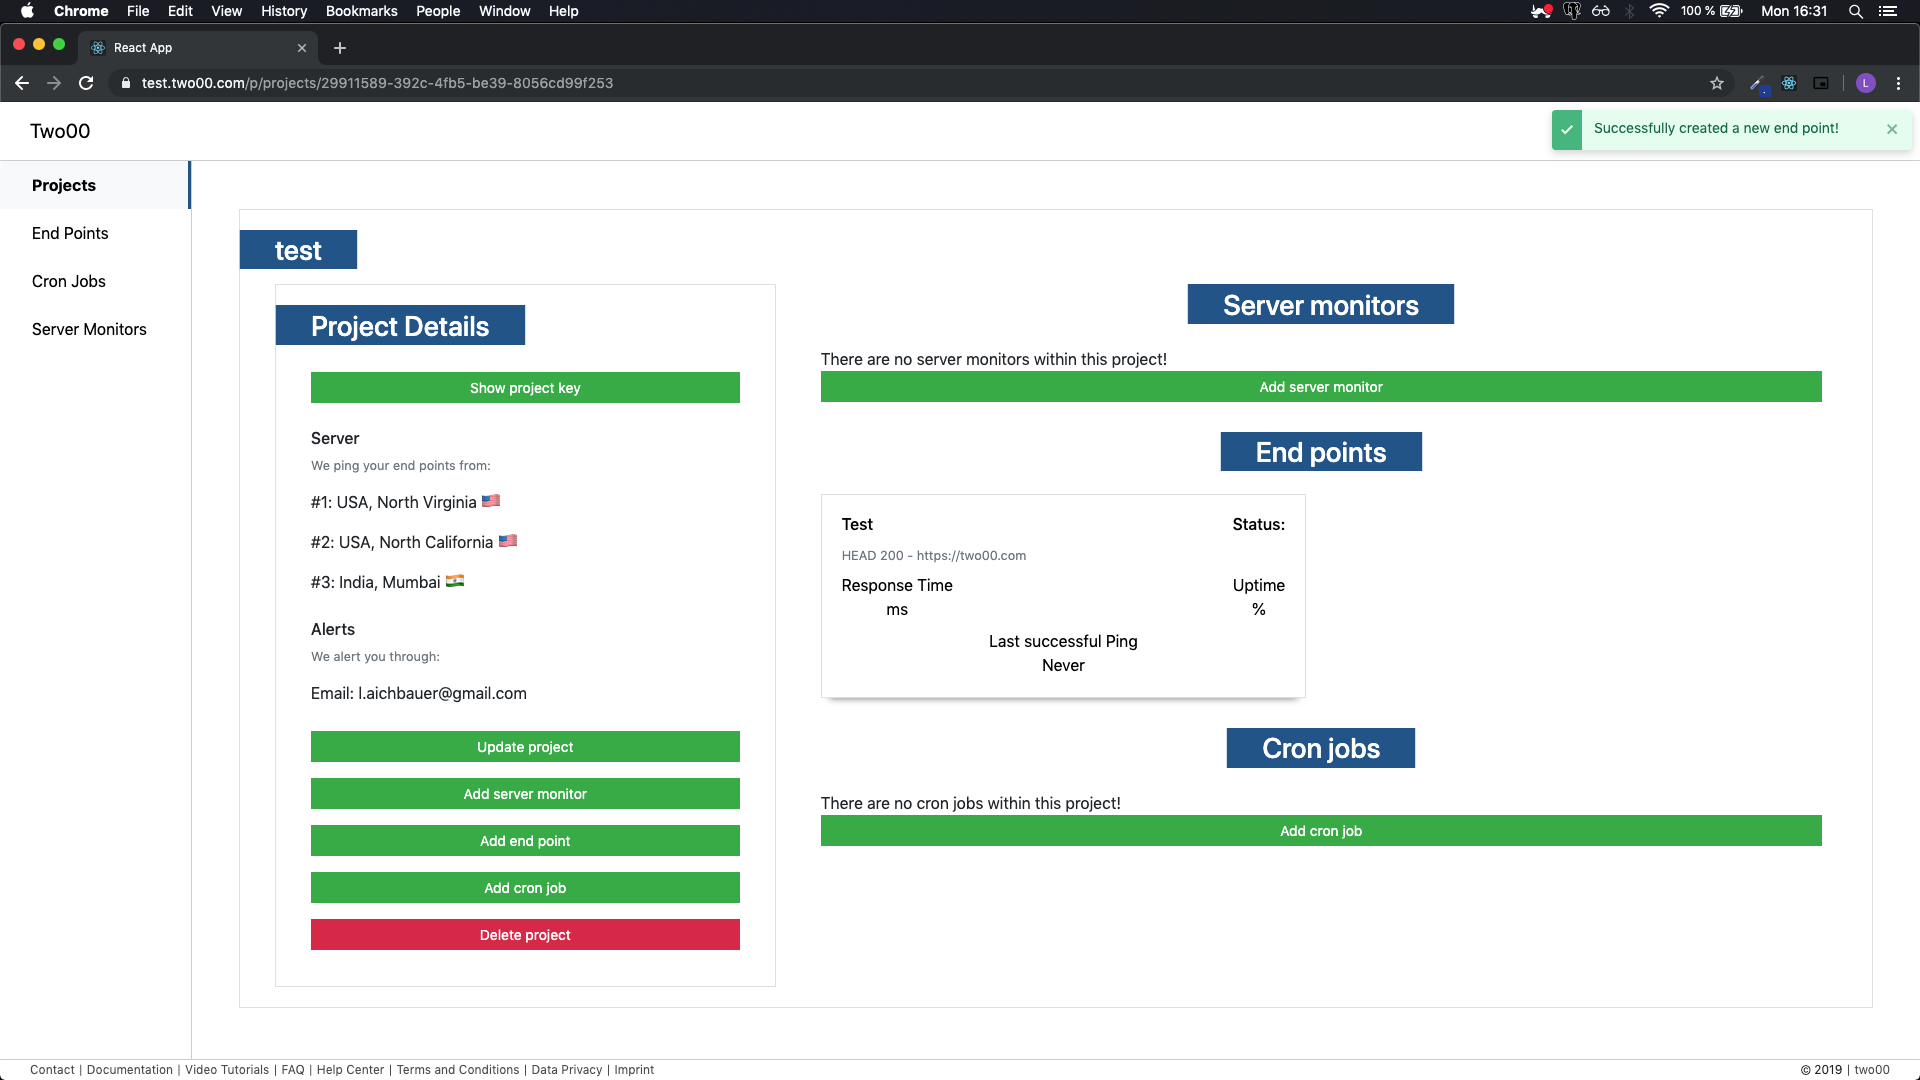 Chrome File Edit View History Bookmarks People Window Help 100 % Mon 16:31
React App
test.two00.com/p/projects/29911589-392c-4fb5-be39-8056cd99f253
L
Two00
Successfully created a new end point!
Projects
End Points
Cron Jobs
Server Monitors
test
Project Details
Show project key
Server
We ping your end points from:
#1: USA, North Virginia 🇺🇸
#2: USA, North California 🇺🇸
#3: India, Mumbai 🇮🇳
Alerts
We alert you through:
Email: l.aichbauer@gmail.com
Update project
Add server monitor
Add end point
Add cron job
Delete project
Server monitors
There are no server monitors within this project!
Add server monitor
End points
Test Status:
HEAD 200 - https://two00.com
Response Time Uptime
ms %
Last successful Ping
Never
Cron jobs
There are no cron jobs within this project!
Add cron job
Contact | Documentation | Video Tutorials | FAQ | Help Center | Terms and Conditions | Data Privacy | Imprint
© 2019 | two00